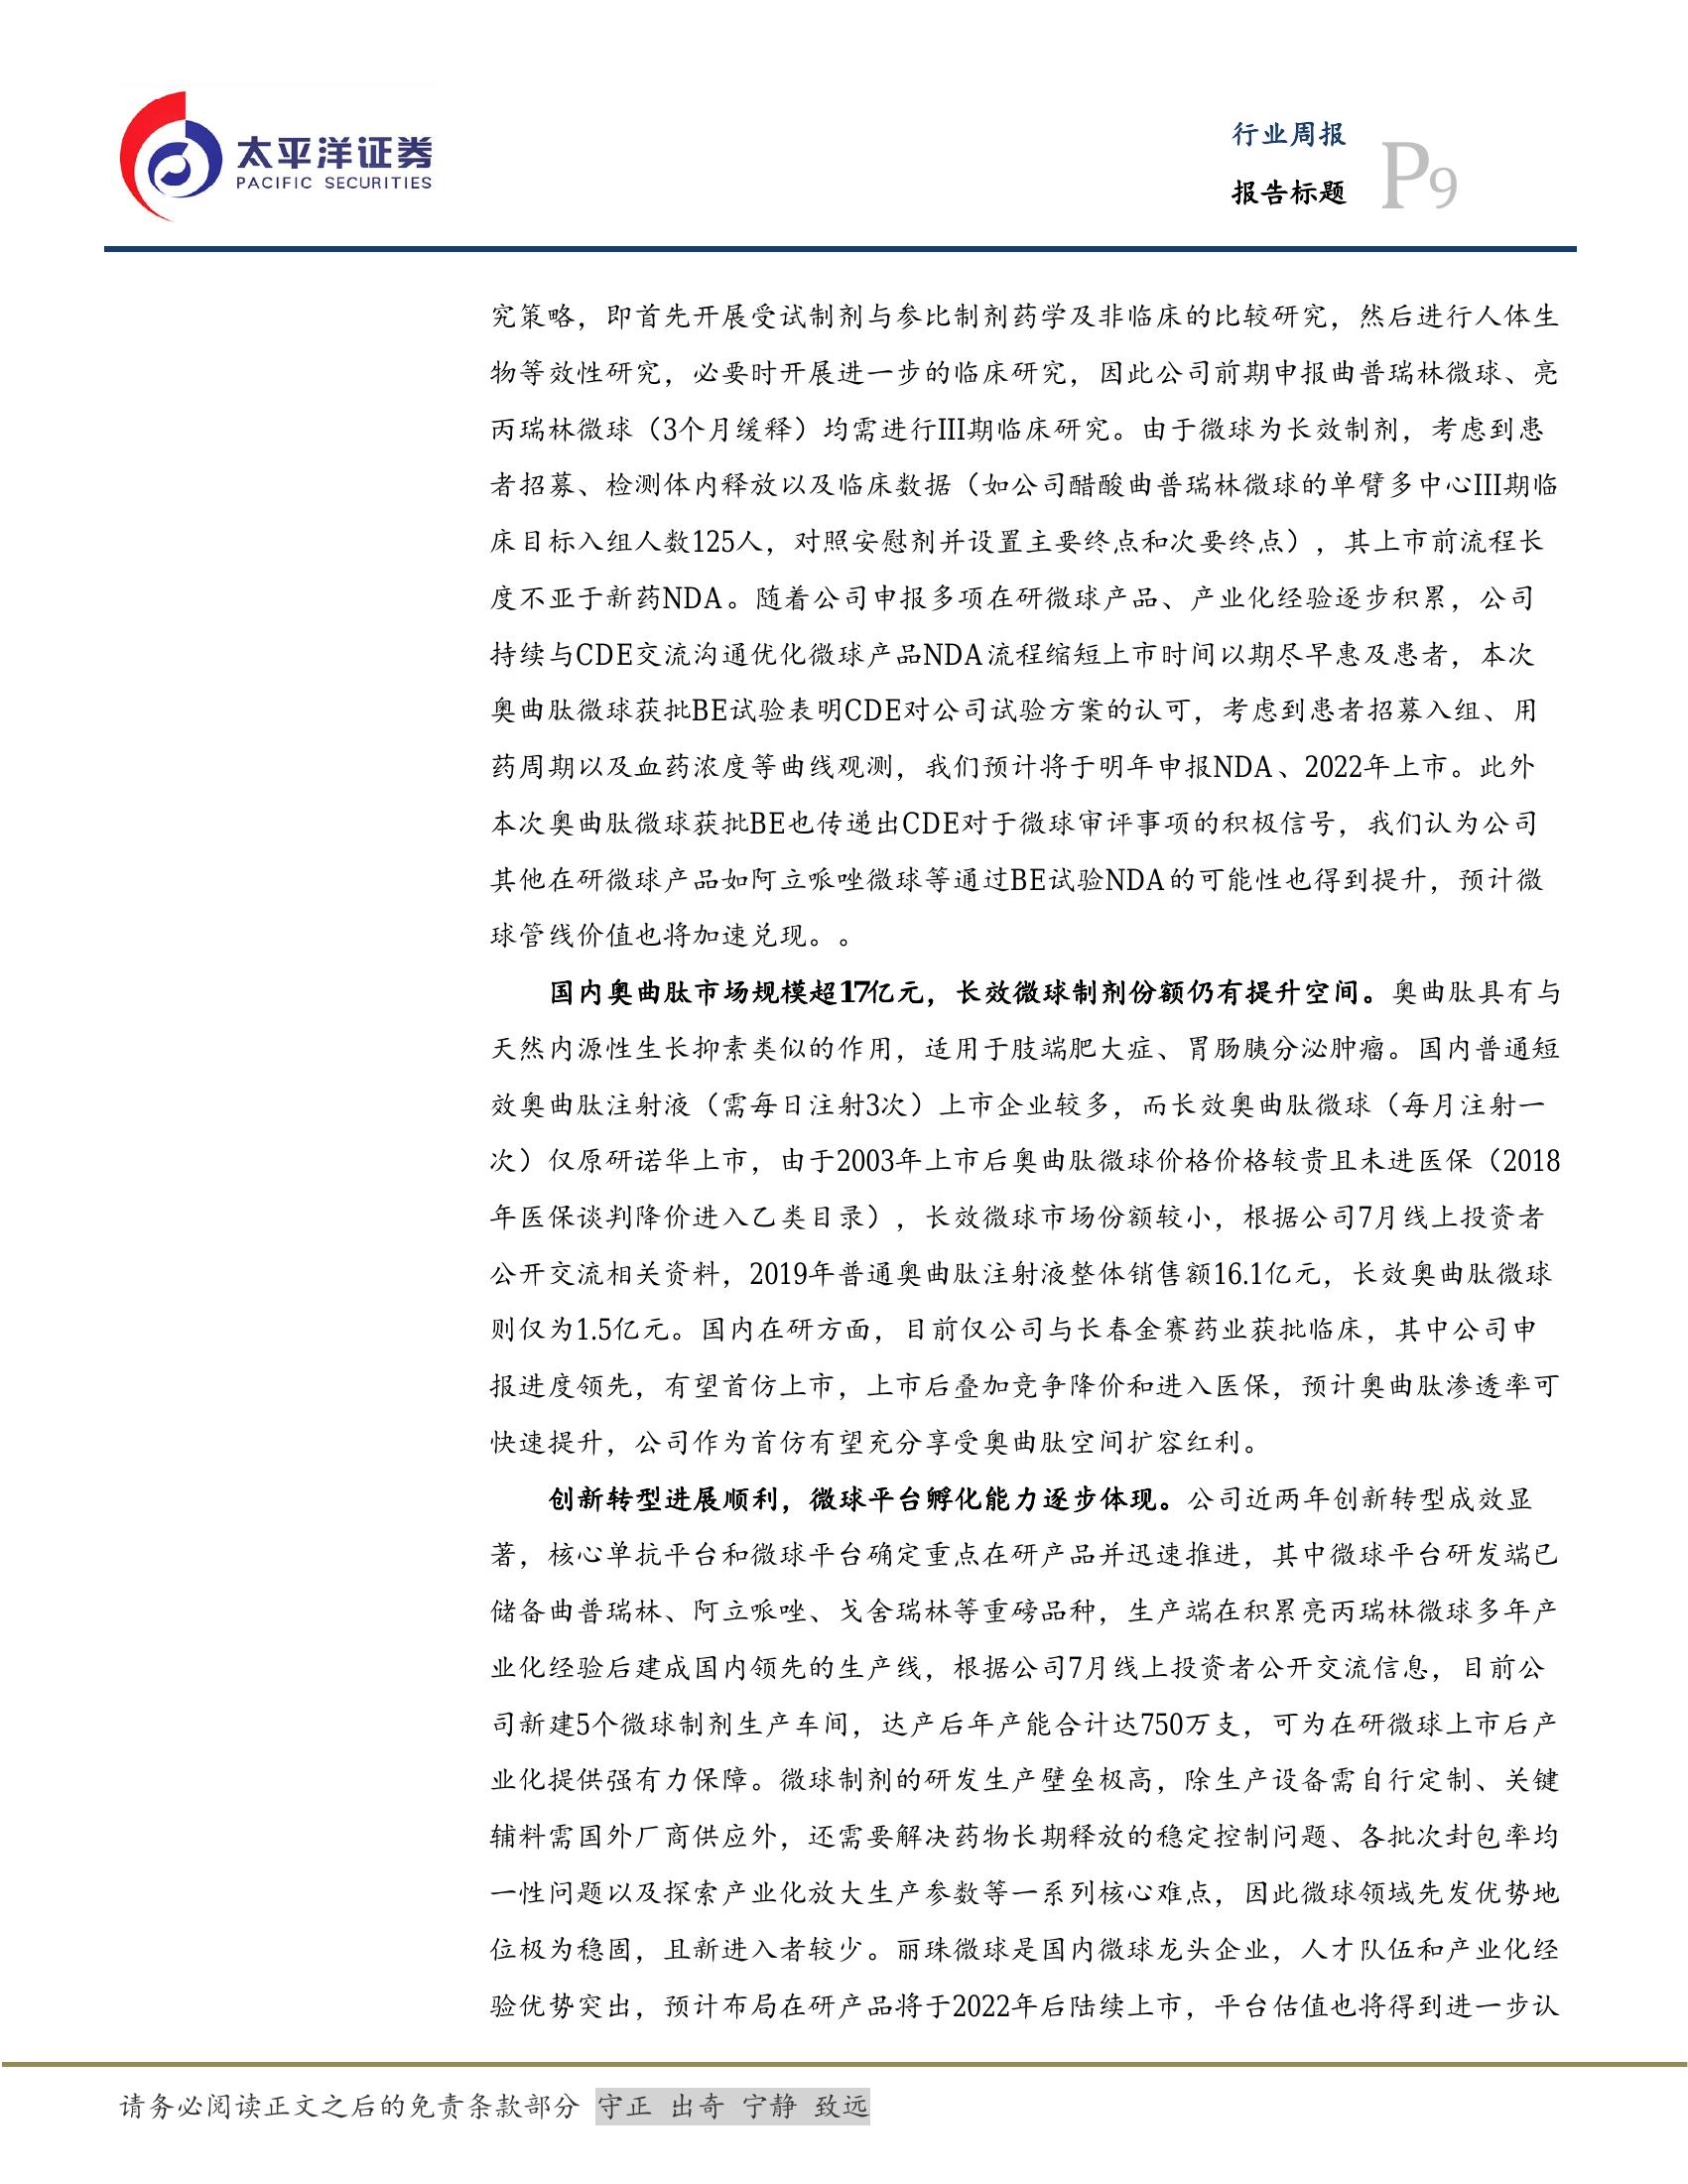 太平洋证券
PACIFIC SECURITIES
行业周报
报告标题
P9
究策略，即首先开展受试制剂与参比制剂药学及非临床的比较研究，然后进行人体生
物等效性研究，必要时开展进一步的临床研究，因此公司前期申报曲普瑞林微球、亮
丙瑞林微球（3个月缓释）均需进行III期临床研究。由于微球为长效制剂，考虑到患
者招募、检测体内释放以及临床数据（如公司醋酸曲普瑞林微球的单臂多中心III期临
床目标入组人数125人，对照安慰剂并设置主要终点和次要终点），其上市前流程长
度不亚于新药NDA。随着公司申报多项在研微球产品、产业化经验逐步积累，公司
持续与CDE交流沟通优化微球产品NDA流程缩短上市时间以期尽早惠及患者，本次
奥曲肽微球获批BE试验表明CDE对公司试验方案的认可，考虑到患者招募入组、用
药周期以及血药浓度等曲线观测，我们预计将于明年申报NDA、2022年上市。此外
本次奥曲肽微球获批BE也传递出CDE对于微球审评事项的积极信号，我们认为公司
其他在研微球产品如阿立哌唑微球等通过BE试验NDA的可能性也得到提升，预计微
球管线价值也将加速兑现。。
国内奥曲肽市场规模超17亿元，长效微球制剂份额仍有提升空间。奥曲肽具有与
天然内源性生长抑素类似的作用，适用于肢端肥大症、胃肠胰分泌肿瘤。国内普通短
效奥曲肽注射液（需每日注射3次）上市企业较多，而长效奥曲肽微球（每月注射一
次）仅原研诺华上市，由于2003年上市后奥曲肽微球价格价格较贵且未进医保（2018
年医保谈判降价进入乙类目录），长效微球市场份额较小，根据公司7月线上投资者
公开交流相关资料，2019年普通奥曲肽注射液整体销售额16.1亿元，长效奥曲肽微球
则仅为1.5亿元。国内在研方面，目前仅公司与长春金赛药业获批临床，其中公司申
报进度领先，有望首仿上市，上市后叠加竞争降价和进入医保，预计奥曲肽渗透率可
快速提升，公司作为首仿有望充分享受奥曲肽空间扩容红利。
创新转型进展顺利，微球平台孵化能力逐步体现。公司近两年创新转型成效显
著，核心单抗平台和微球平台确定重点在研产品并迅速推进，其中微球平台研发端已
储备曲普瑞林、阿立哌唑、戈舍瑞林等重磅品种，生产端在积累亮丙瑞林微球多年产
业化经验后建成国内领先的生产线，根据公司7月线上投资者公开交流信息，目前公
司新建5个微球制剂生产车间，达产后年产能合计达750万支，可为在研微球上市后产
业化提供强有力保障。微球制剂的研发生产壁垒极高，除生产设备需自行定制、关键
辅料需国外厂商供应外，还需要解决药物长期释放的稳定控制问题、各批次封包率均
一性问题以及探索产业化放大生产参数等一系列核心难点，因此微球领域先发优势地
位极为稳固，且新进入者较少。丽珠微球是国内微球龙头企业，人才队伍和产业化经
验优势突出，预计布局在研产品将于2022年后陆续上市，平台估值也将得到进一步认
请务必阅读正文之后的免责条款部分 守正 出奇 宁静 致远